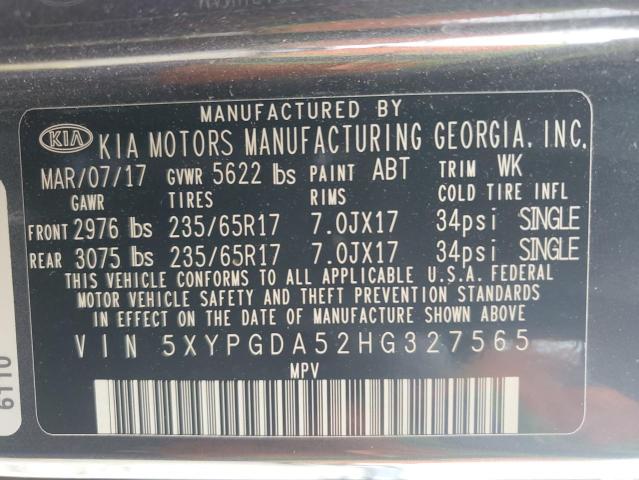 MANUFACTURED BY
KIA KIA MOTORS MANUFACTURING GEORGIA, INC.
MAR/07/17 GVWR 5622 lbs PAINT ABT TRIM WK
GAWR TIRES RIMS COLD TIRE INFL
FRONT 2976 lbs 235/65R17 7.0JX17 34psi SINGLE
REAR 3075 lbs 235/65R17 7.0JX17 34psi SINGLE
THIS VEHICLE CONFORMS TO ALL APPLICABLE U.S.A. FEDERAL
MOTOR VEHICLE SAFETY AND THEFT PREVENTION STANDARDS
IN EFFECT ON THE DATE OF MANUFACTURE SHOWN ABOVE.
VIN 5XYPGDA52HG327565
MPV